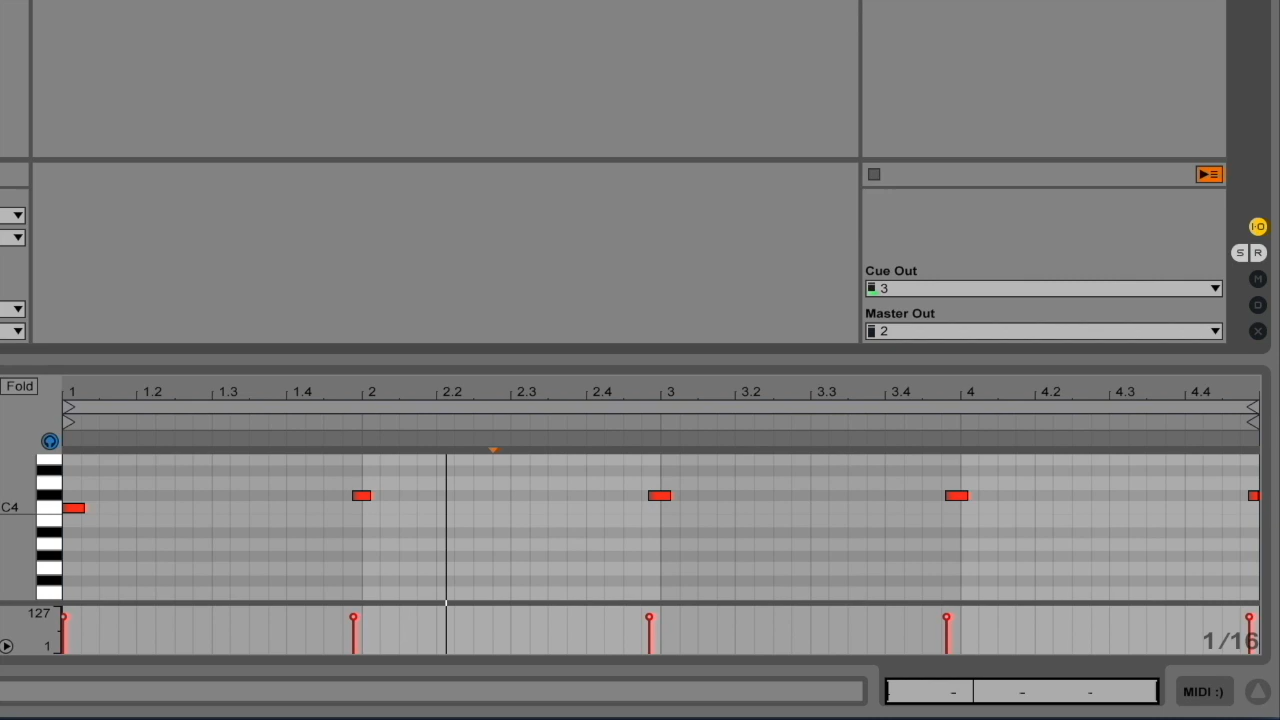 I·O
S R
M
Cue Out
D
3
Master Out
X
2
Fold
1 1.2 1.3 1.4 2 2.2 2.3 2.4 3 3.2 3.3 3.4 4 4.2 4.3 4.4
C4
127
1
1/16
MIDI :)